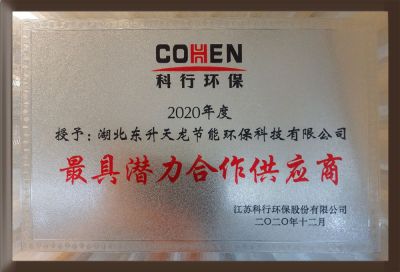 COHEN
科行环保
2020年度
授予：湖北东升天龙节能环保科技有限公司
最具潜力合作供应商
江苏科行环保股份有限公司
二〇二〇年十二月